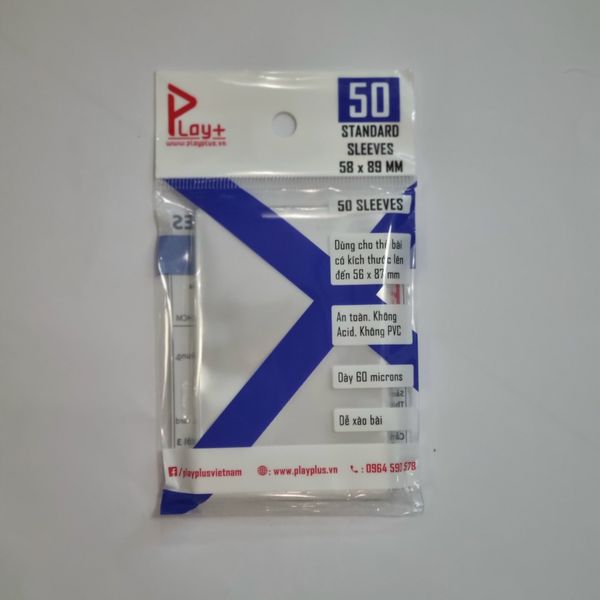 Play+
www.playplus.vn
50
STANDARD
SLEEVES
58 x 89 MM
50 SLEEVES
Dùng cho thẻ bài
có kích thước lên
đến 56 x 87 mm
An toàn, Không
Acid, Không PVC
Dày 60 microns
Dễ xào bài
/playplusvietnam
: www.playplus.vn
: 0964 590 578